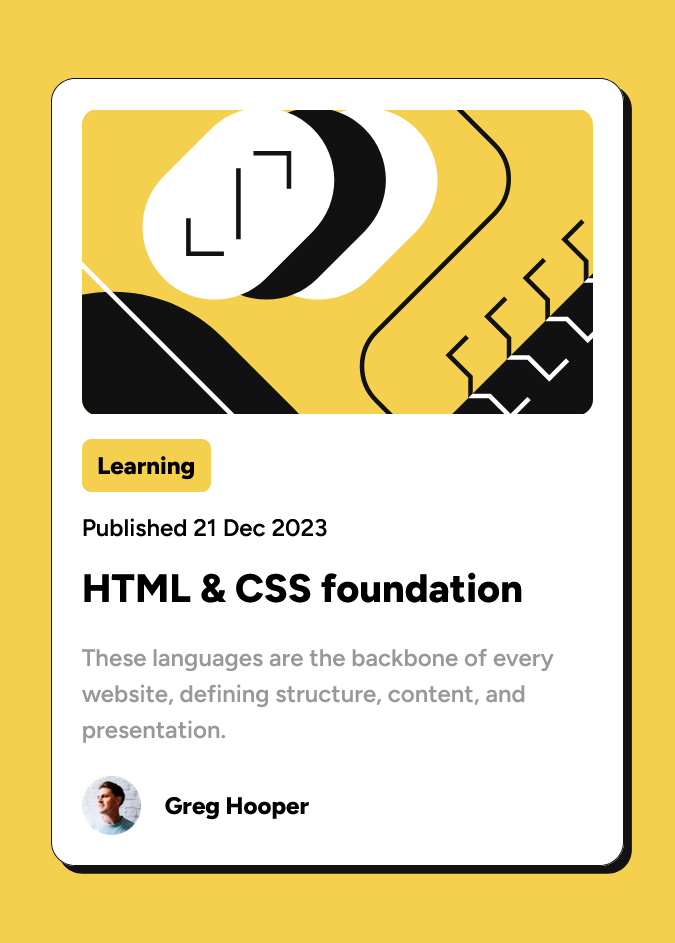 Learning
Published 21 Dec 2023
HTML & CSS foundation
These languages are the backbone of every
website, defining structure, content, and
presentation.
Greg Hooper